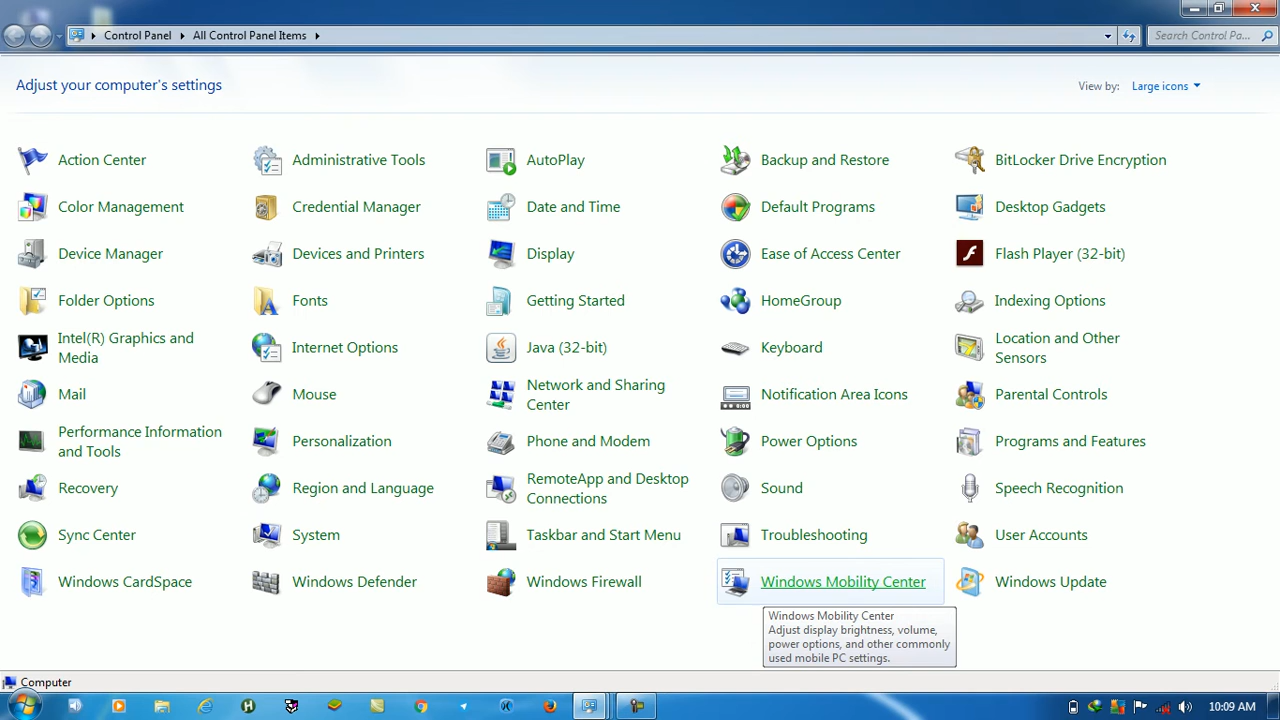 Control Panel All Control Panel Items
Search Control Pa...
Adjust your computer's settings
View by: Large icons
Action Center
Administrative Tools
AutoPlay
Backup and Restore
BitLocker Drive Encryption
Color Management
Credential Manager
Date and Time
Default Programs
Desktop Gadgets
Device Manager
Devices and Printers
Display
Ease of Access Center
Flash Player (32-bit)
Folder Options
Fonts
Getting Started
HomeGroup
Indexing Options
Intel(R) Graphics and
Media
Internet Options
Java (32-bit)
Keyboard
Location and Other
Sensors
Mail
Mouse
Network and Sharing
Center
Notification Area Icons
Parental Controls
Performance Information
and Tools
Personalization
Phone and Modem
Power Options
Programs and Features
Recovery
Region and Language
RemoteApp and Desktop
Connections
Sound
Speech Recognition
Sync Center
System
Taskbar and Start Menu
Troubleshooting
User Accounts
Windows CardSpace
Windows Defender
Windows Firewall
Windows Mobility Center
Windows Update
Windows Mobility Center
Adjust display brightness, volume,
power options, and other commonly
used mobile PC settings.
Computer
10:09 AM